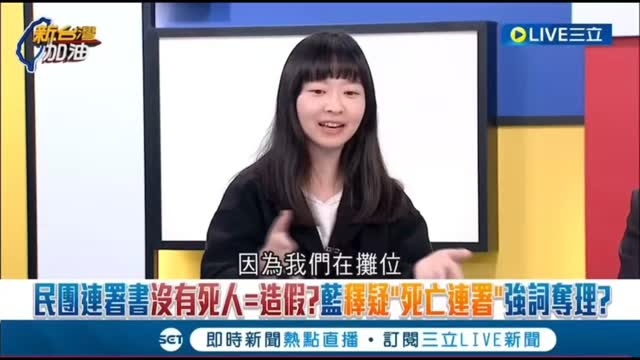 新台灣
加油
LIVE三立
因為我們在攤位
民團連署書沒有死人=造假?藍釋疑"死亡連署"強詞奪理?
SET 即時新聞熱點直播・訂閱三立LIVE新聞